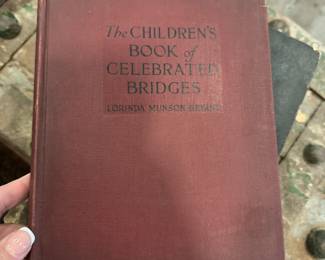 The CHILDREN'S
BOOK of
CELEBRATED
BRIDGES
LORINDA MUNSON BRYANT